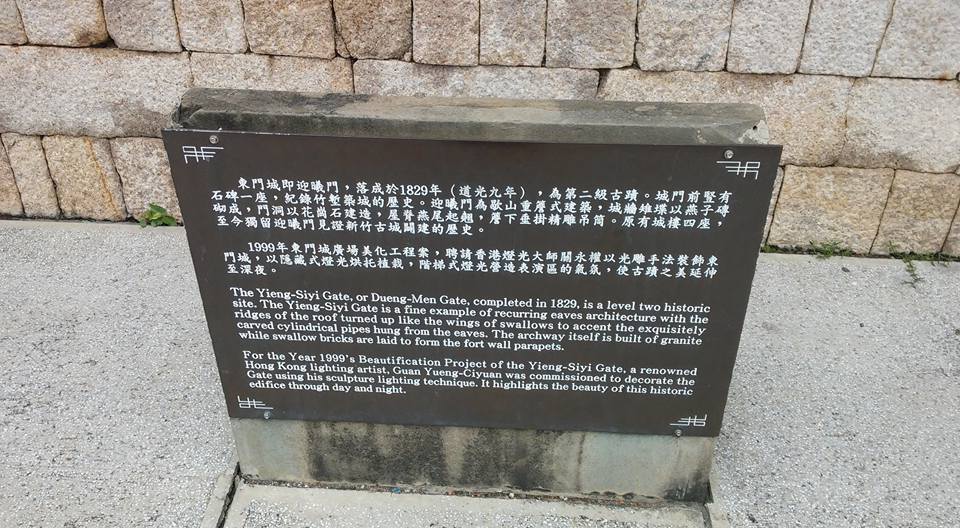 東門城即迎曦門，落成於1829年（道光九年），為第二級古蹟。城門前豎有
石碑一座，紀錄竹塹築城的歷史。迎曦門為歇山重簷式建築，城牆雉堞以燕子磚
砌成，門洞以花崗石建造，屋脊燕尾起翹，簷下垂掛精雕吊筒。原有城樓四座，
至今獨留迎曦門見證新竹古城闢建的歷史。
1999年東門城廣場美化工程案，聘請香港燈光大師關永權以光雕手法裝飾東
門城，以隱藏式燈光烘托植栽，階梯式燈光營造表演區的氣氛，使古蹟之美延伸
至深夜。
The Yieng-Siyi Gate, or Dueng-Men Gate, completed in 1829, is a level two historic
site. The Yieng-Siyi Gate is a fine example of recurring eaves architecture with the
ridges of the roof turned up like the wings of swallows to accent the exquisitely
carved cylindrical pipes hung from the eaves. The archway itself is built of granite
while swallow bricks are laid to form the fort wall parapets.
For the Year 1999's Beautification Project of the Yieng-Siyi Gate, a renowned
Hong Kong lighting artist, Guan Yueng-Ciyuan was commissioned to decorate the
Gate using his sculpture lighting technique. It highlights the beauty of this historic
edifice through day and night.